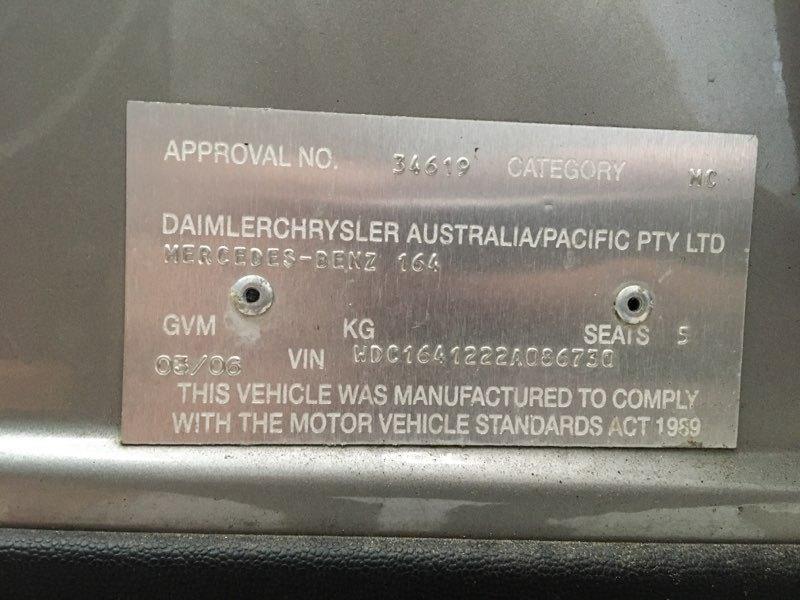 APPROVAL NO. 34619 CATEGORY MC
DAIMLERCHRYSLER AUSTRALIA/PACIFIC PTY LTD
MERCEDES-BENZ 164
GVM KG SEATS 5
03/06 VIN WDC1641222A086730
THIS VEHICLE WAS MANUFACTURED TO COMPLY
WITH THE MOTOR VEHICLE STANDARDS ACT 1989